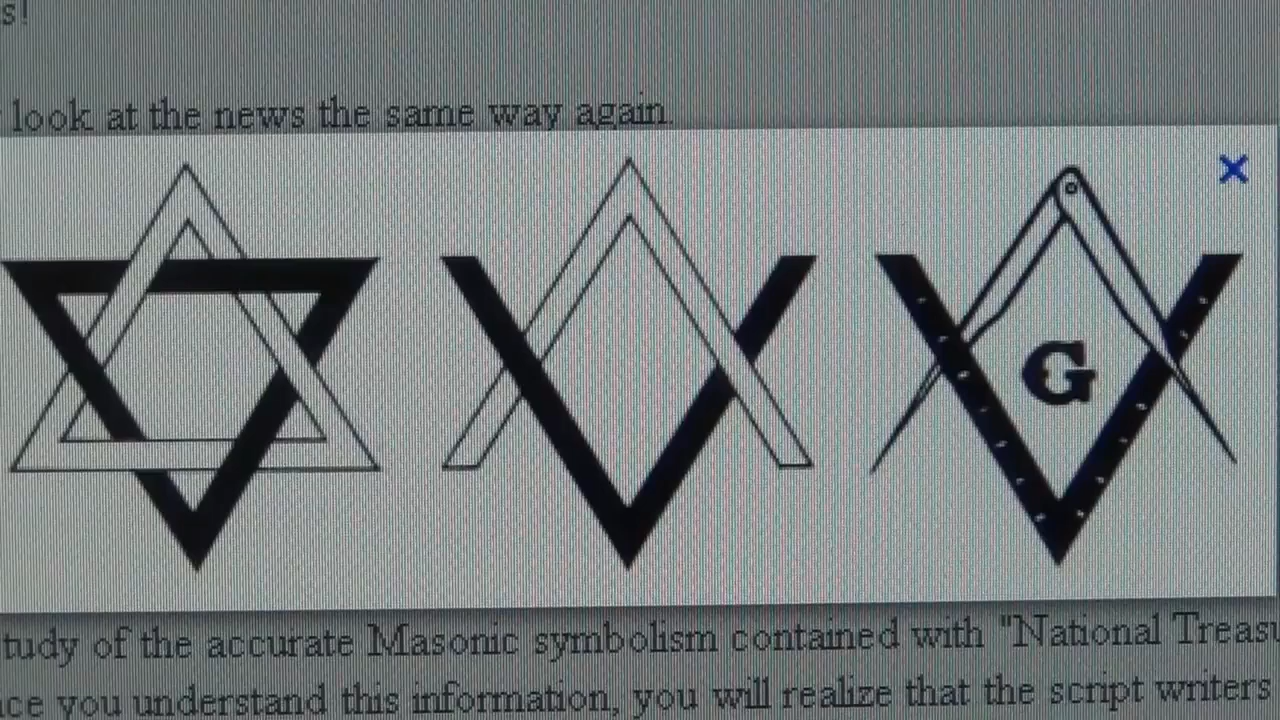 s!
look at the news the same way again.
G
tudy of the accurate Masonic symbolism contained with "National Treasu
ce you understand this information, you will realize that the script writers